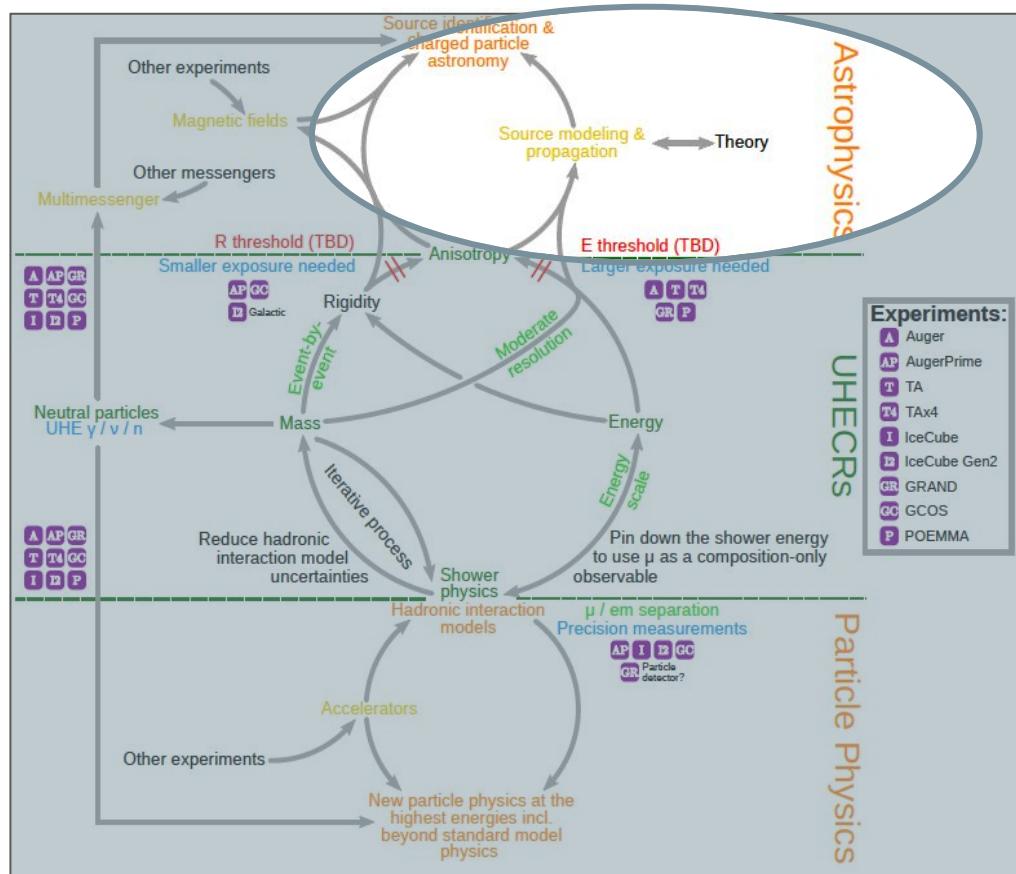 Source identification &
charged particle
astronomy
Other experiments
Magnetic fields
Source modeling &
propagation
Theory
Other messengers
Multimessenger
Astrophysics
R threshold (TBD)
Anisotropy
E threshold (TBD)
Smaller exposure needed
Larger exposure needed
A AP GR
T T4 GC
I I2 P
AP GC
I2 Galactic
A T T4
GR P
Rigidity
Event-by-
event
Moderate
resolution
Experiments:
A Auger
AP AugerPrime
T TA
T4 TAx4
I IceCube
I2 IceCube Gen2
GR GRAND
GC GCOS
P POEMMA
UHECRs
Neutral particles
UHE γ / ν / n
Mass
Energy
Iterative process
Energy
scale
A AP GR
T T4 GC
I I2 P
Reduce hadronic
interaction model
uncertainties
Pin down the shower energy
to use μ as a composition-only
observable
Shower
physics
Hadronic interaction
models
μ / em separation
Precision measurements
AP I I2 GC
GR Particle
detector?
Particle Physics
Accelerators
Other experiments
New particle physics at the
highest energies incl.
beyond standard model
physics